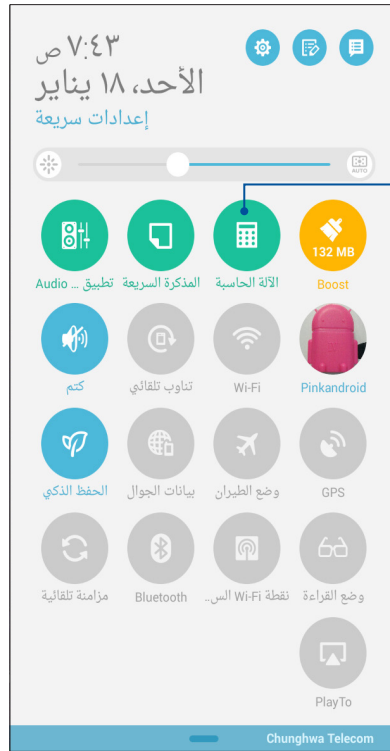 ٧:٤٣ ص
الأحد، ١٨ يناير
إعدادات سريعة
AUTO
132 MB
Boost
الآلة الحاسبة
المذكرة السريعة
تطبيق ... Audio
Pinkandroid
Wi-Fi
تناوب تلقائي
كتم
GPS
وضع الطيران
بيانات الجوال
الحفظ الذكي
وضع القراءة
نقطة Wi-Fi الس..
Bluetooth
مزامنة تلقائية
PlayTo
Chunghwa Telecom